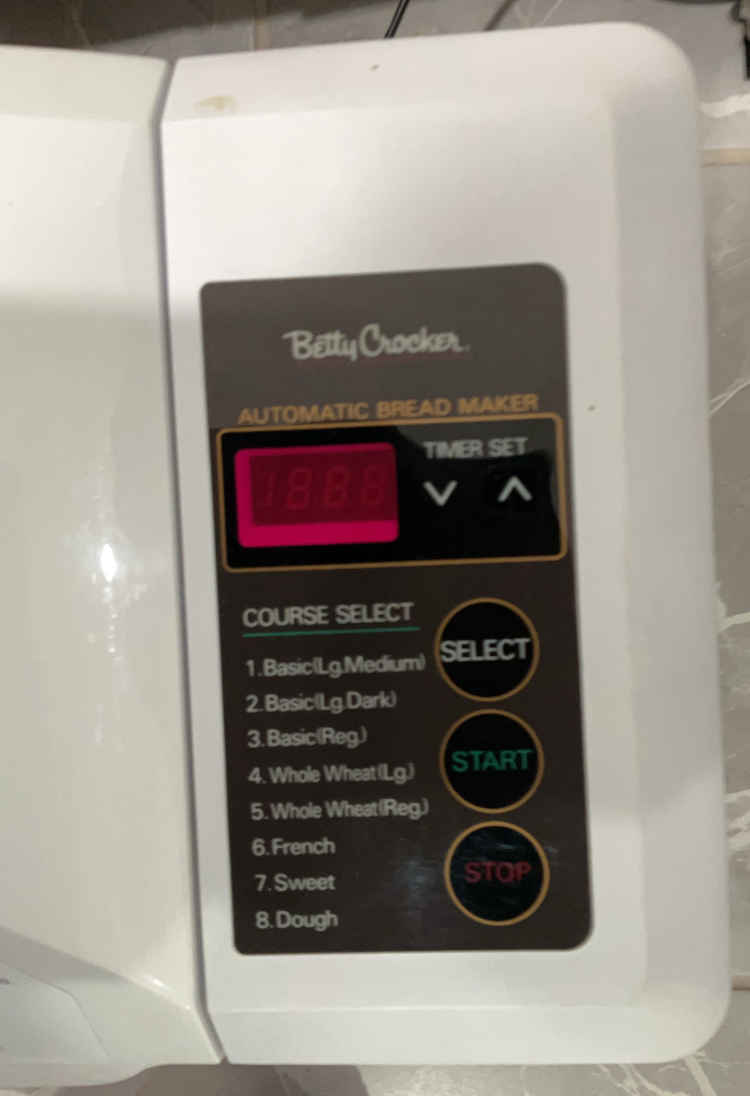 Betty Crocker.
AUTOMATIC BREAD MAKER
TIMER SET
COURSE SELECT
SELECT
1. Basic(Lg.Medium)
2. Basic(Lg.Dark)
3. Basic(Reg.)
START
4. Whole Wheat(Lg.)
5. Whole Wheat(Reg.)
6. French
STOP
7. Sweet
8. Dough